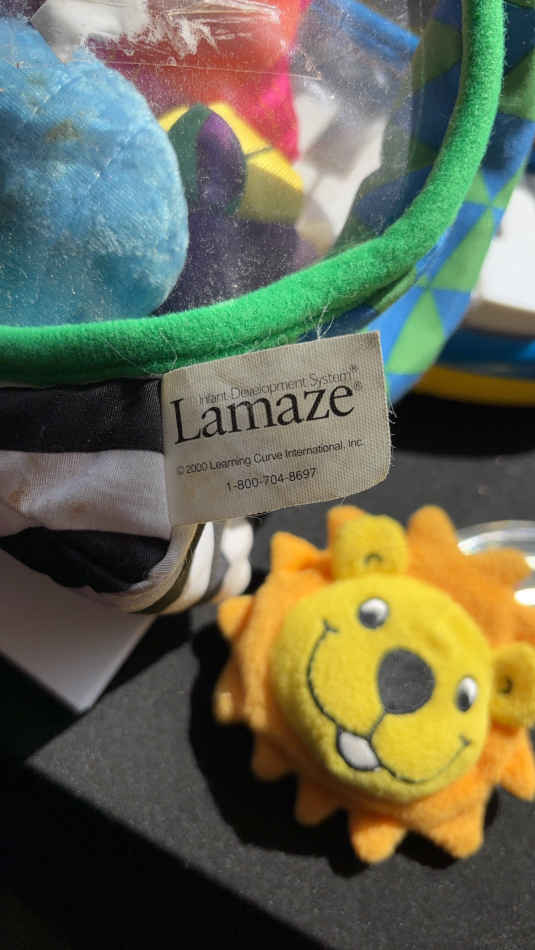 Infant Development System®
Lamaze®
© 2000 Learning Curve International, Inc.
1-800-704-8697